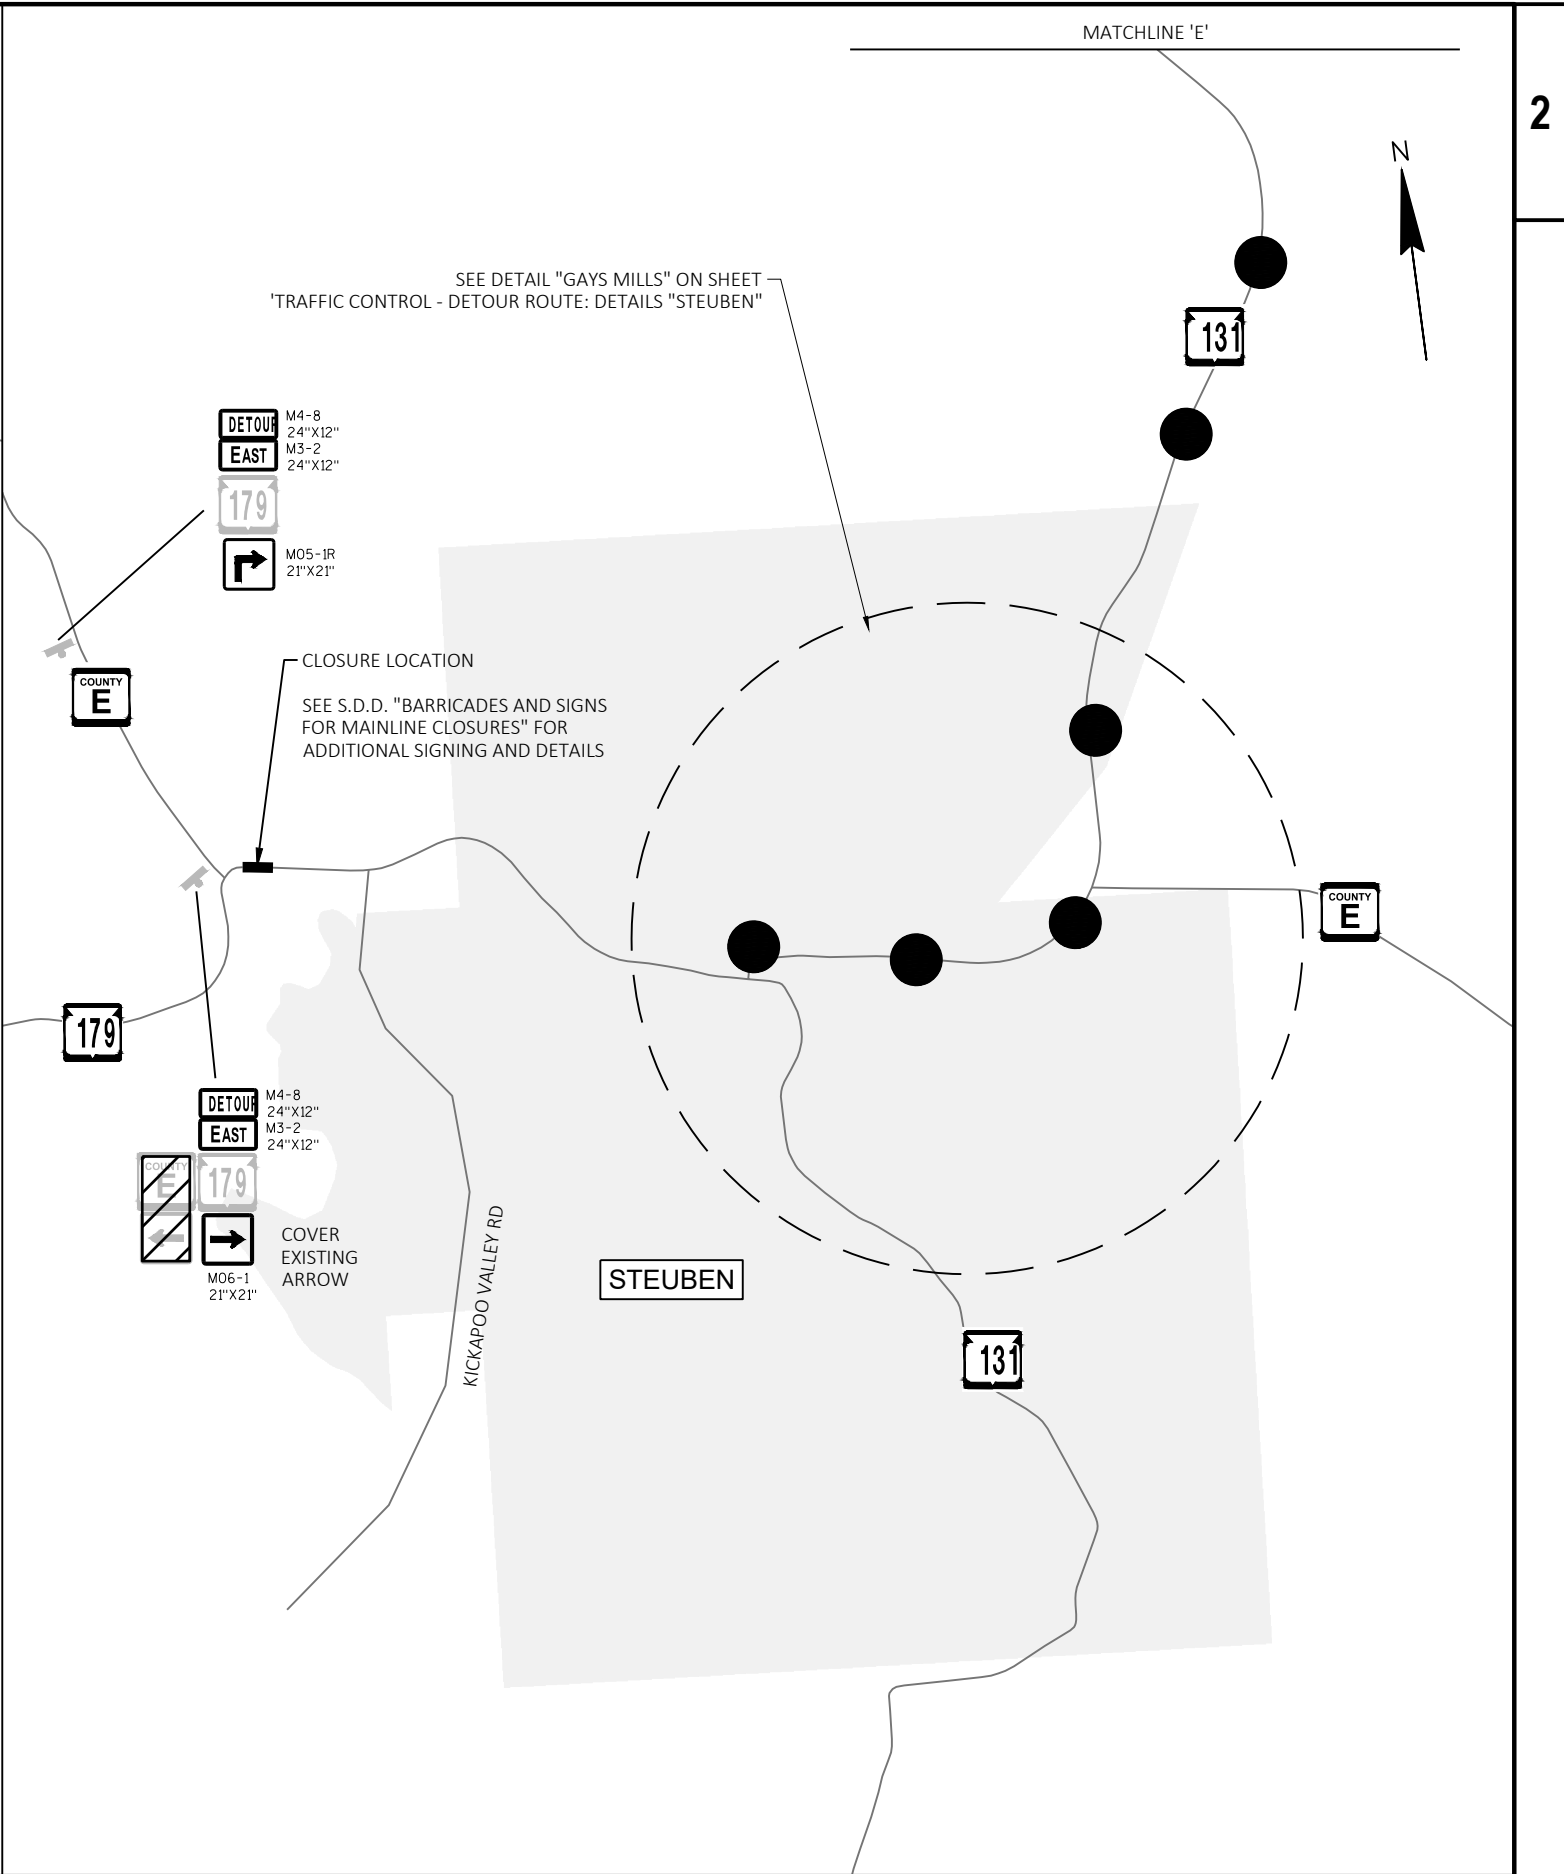 MATCHLINE 'E'
2
N
SEE DETAIL "GAYS MILLS" ON SHEET
'TRAFFIC CONTROL - DETOUR ROUTE: DETAILS "STEUBEN"
131
DETOUR
M4-8
24"X12"
EAST
M3-2
24"X12"
179
M05-1R
21"X21"
CLOSURE LOCATION
SEE S.D.D. "BARRICADES AND SIGNS
FOR MAINLINE CLOSURES" FOR
ADDITIONAL SIGNING AND DETAILS
COUNTY
E
COUNTY
E
179
DETOUR
M4-8
24"X12"
EAST
M3-2
24"X12"
COUNTY
E
179
COVER
EXISTING
ARROW
M06-1
21"X21"
KICKAPOO VALLEY RD
STEUBEN
131